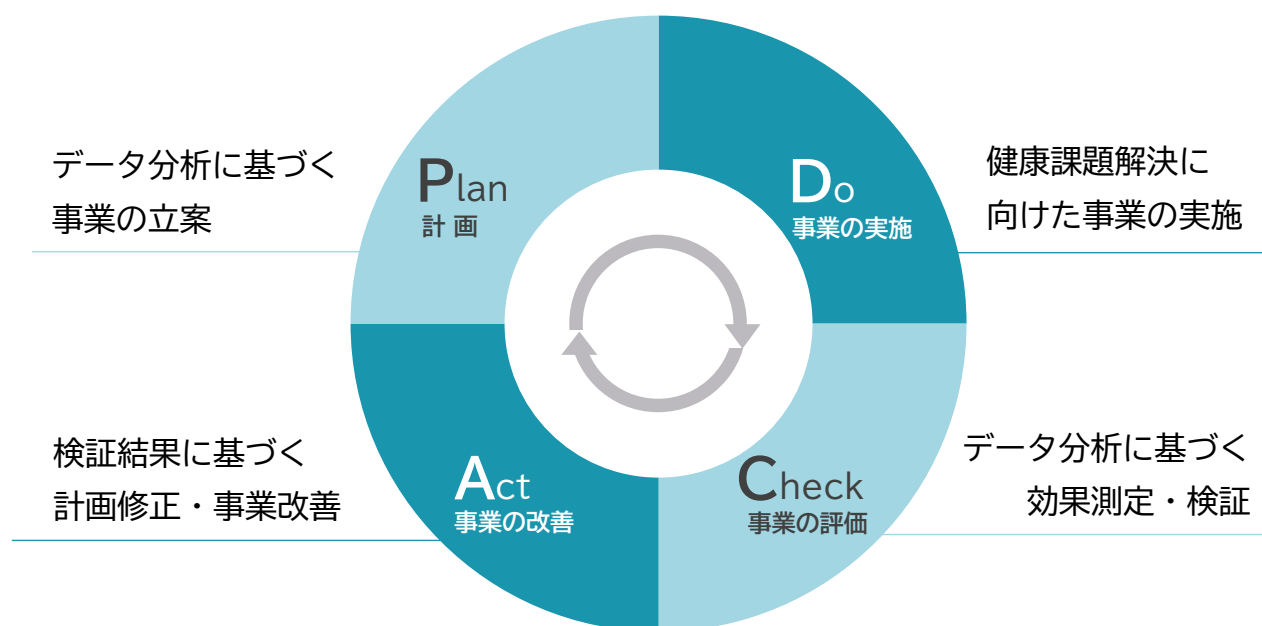 データ分析に基づく
事業の立案
Plan
計 画
Do
事業の実施
健康課題解決に
向けた事業の実施
検証結果に基づく
計画修正・事業改善
Act
事業の改善
Check
事業の評価
データ分析に基づく
効果測定・検証